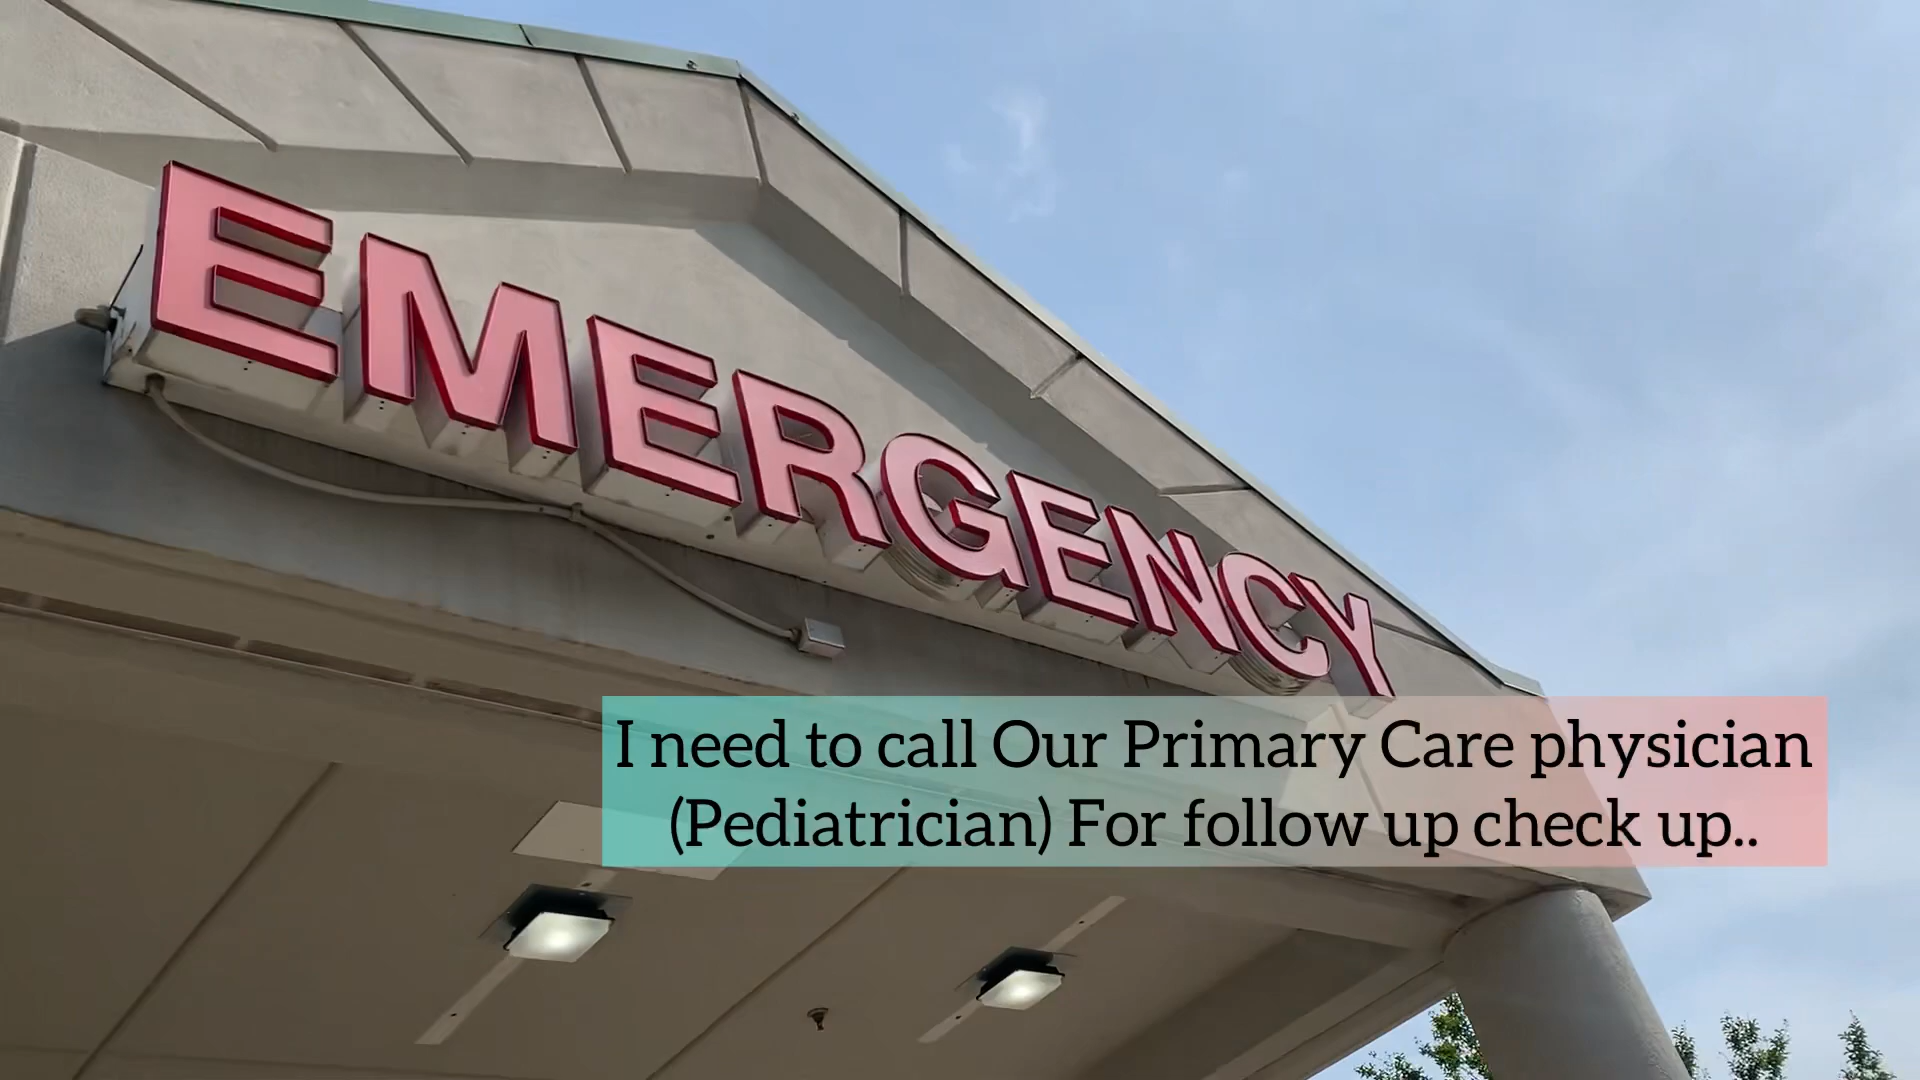 EMERGENCY
I need to call Our Primary Care physician
(Pediatrician) For follow up check up..